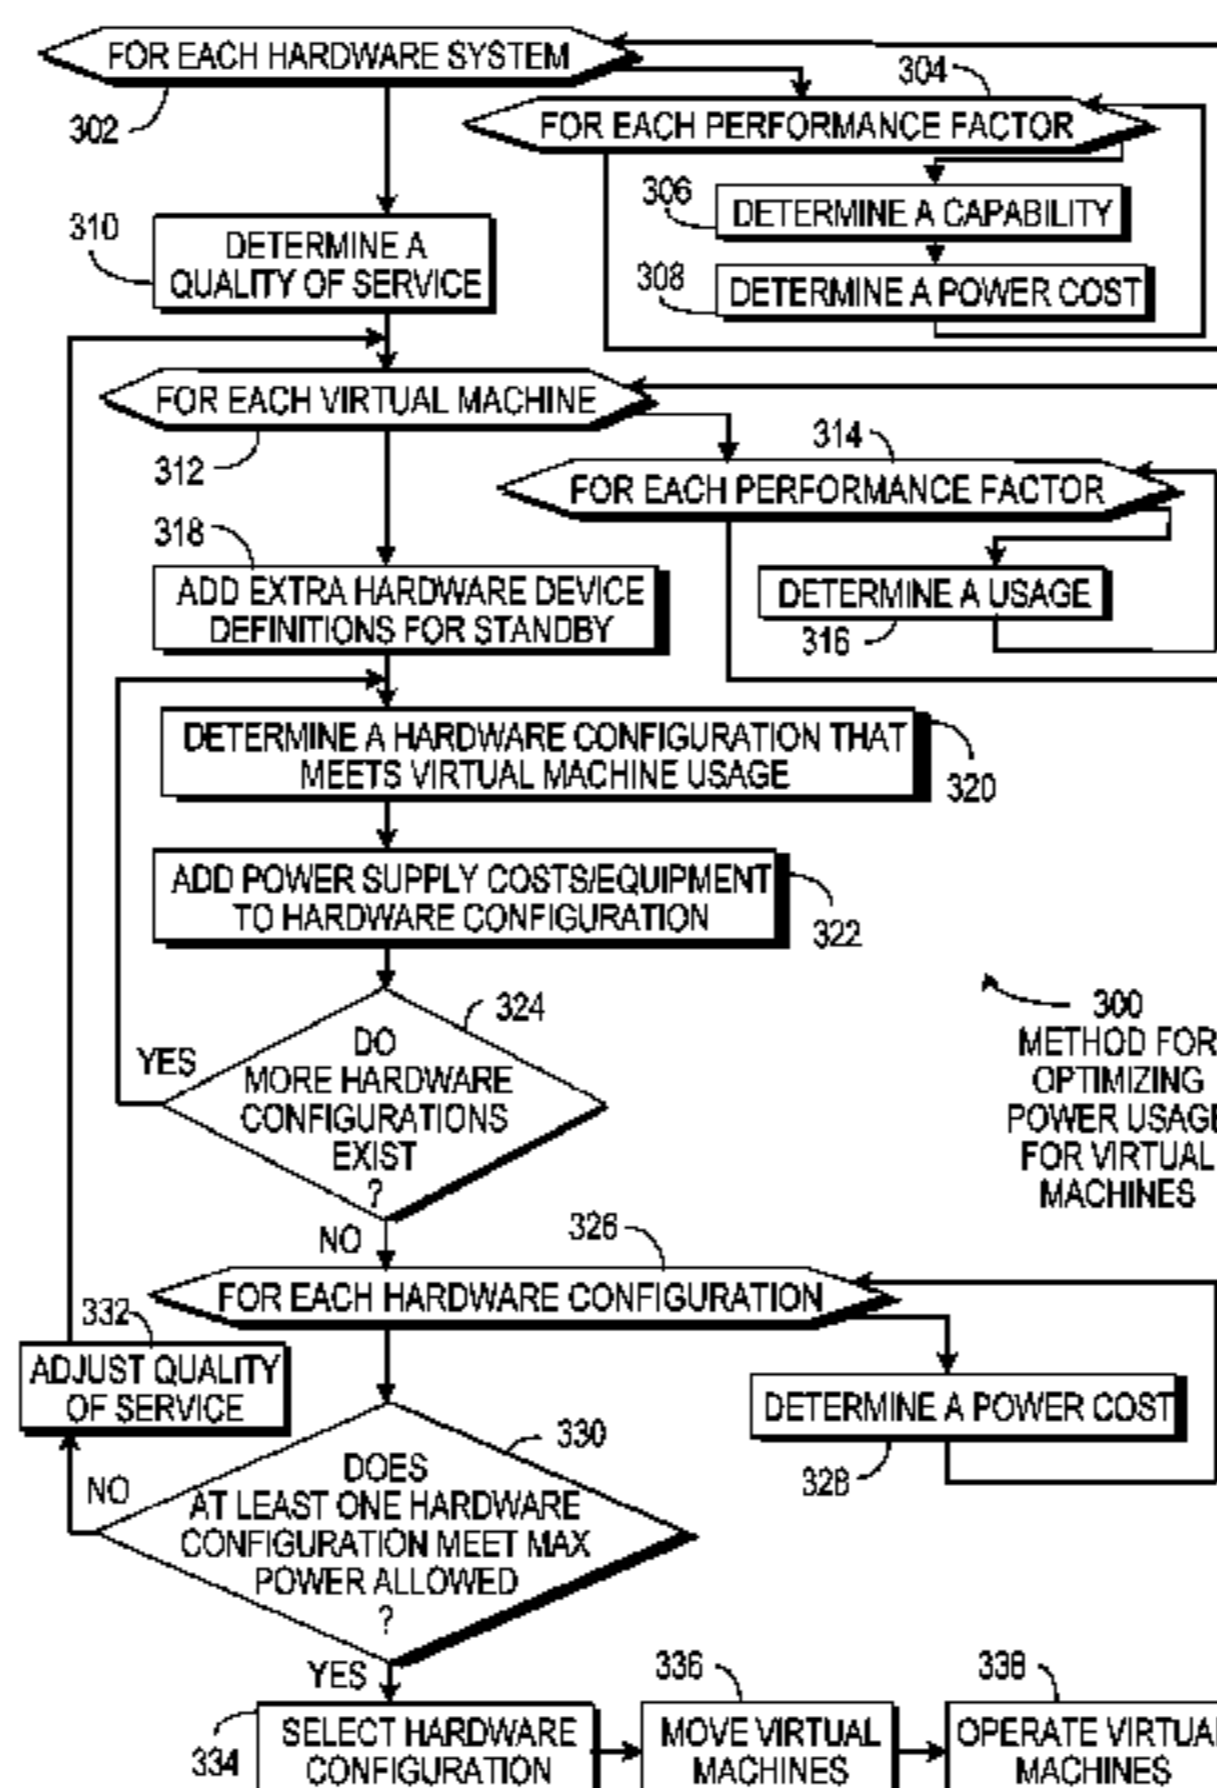 FOR EACH HARDWARE SYSTEM
302
304
FOR EACH PERFORMANCE FACTOR
306
DETERMINE A CAPABILITY
308
DETERMINE A POWER COST
310
DETERMINE A
QUALITY OF SERVICE
FOR EACH VIRTUAL MACHINE
312
314
FOR EACH PERFORMANCE FACTOR
DETERMINE A USAGE
316
318
ADD EXTRA HARDWARE DEVICE
DEFINITIONS FOR STANDBY
DETERMINE A HARDWARE CONFIGURATION THAT
MEETS VIRTUAL MACHINE USAGE
320
ADD POWER SUPPLY COSTS/EQUIPMENT
TO HARDWARE CONFIGURATION
322
324
DO
MORE HARDWARE
CONFIGURATIONS
EXIST
?
YES
NO
300
METHOD FOR
OPTIMIZING
POWER USAGE
FOR VIRTUAL
MACHINES
326
FOR EACH HARDWARE CONFIGURATION
DETERMINE A POWER COST
328
332
ADJUST QUALITY
OF SERVICE
NO
330
DOES
AT LEAST ONE HARDWARE
CONFIGURATION MEET MAX
POWER ALLOWED
?
YES
334
SELECT HARDWARE
CONFIGURATION
336
MOVE VIRTUAL
MACHINES
338
OPERATE VIRTUAL
MACHINES